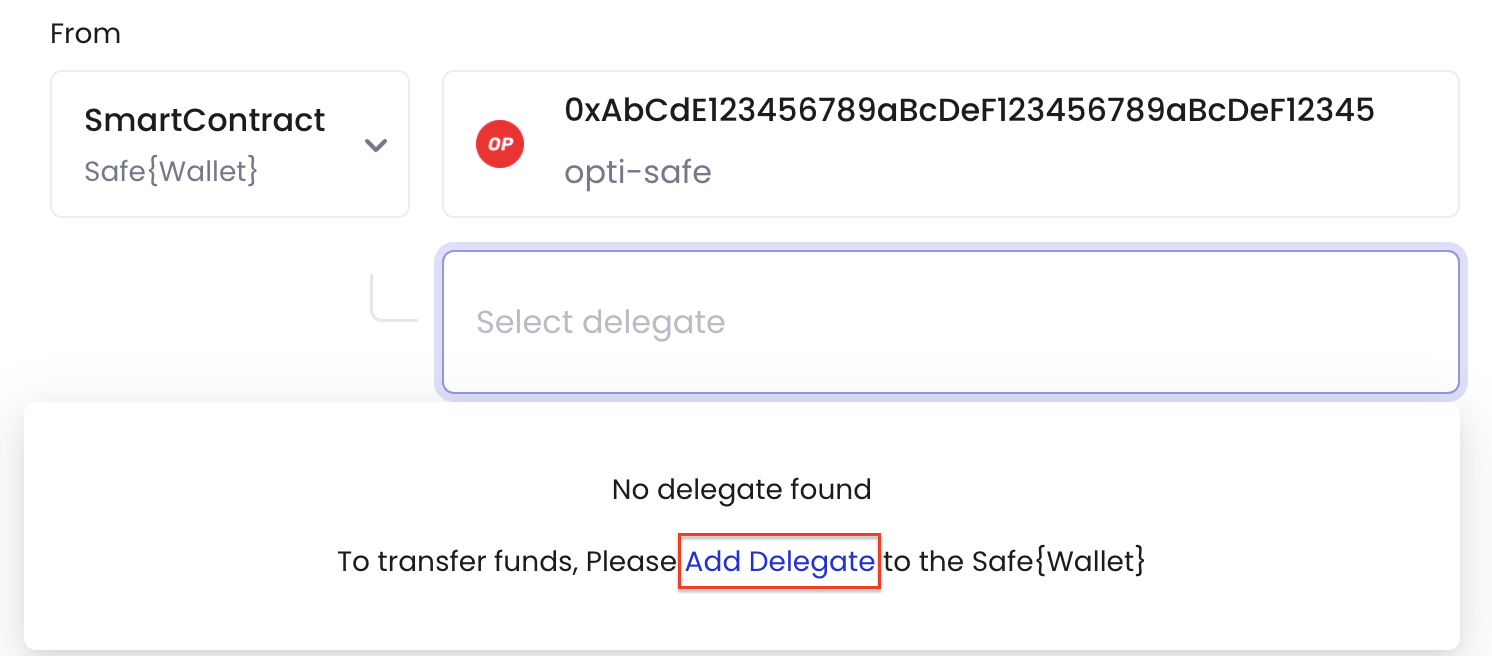 From
SmartContract
Safe{Wallet}
OP
0xAbCdE123456789aBcDeF123456789aBcDeF12345
opti-safe
Select delegate
No delegate found
To transfer funds, Please Add Delegate to the Safe{Wallet}